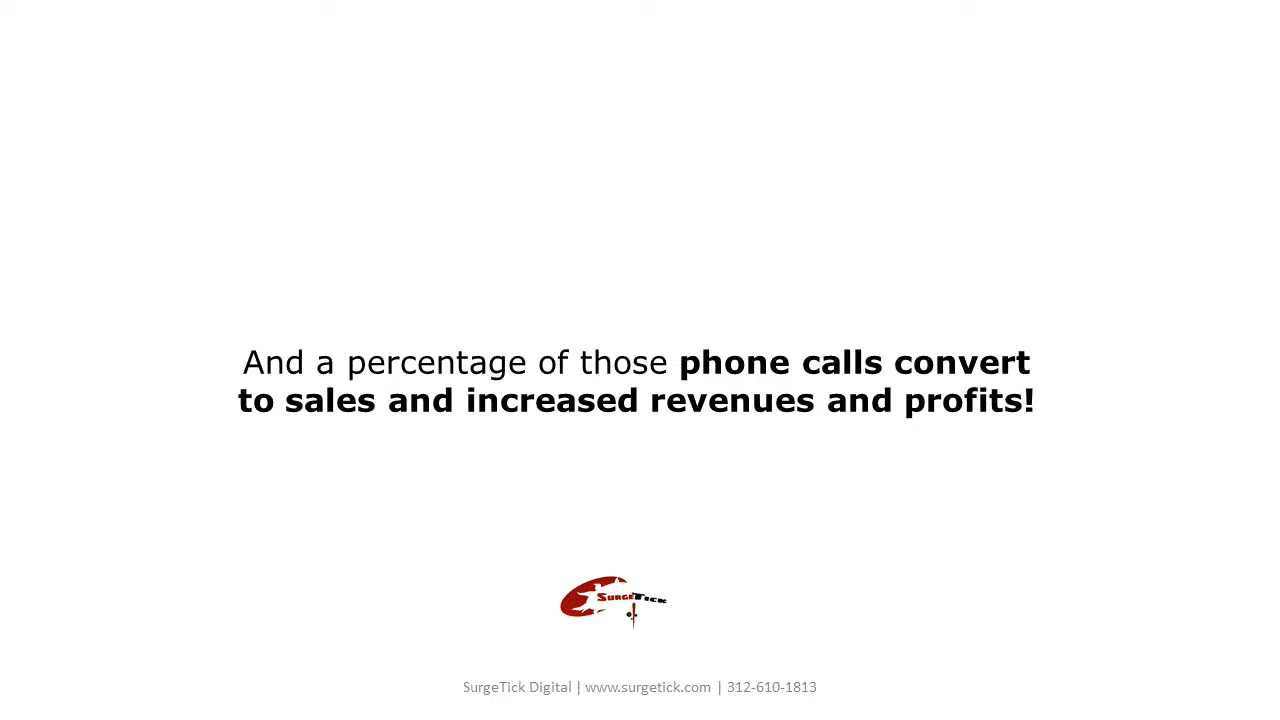 And a percentage of those phone calls convert
to sales and increased revenues and profits!
SurgeTick
SurgeTick Digital | www.surgetick.com | 312-610-1813